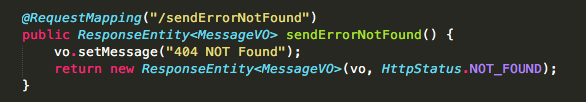 @RequestMapping("/sendErrorNotFound")
public ResponseEntity<MessageVO> sendErrorNotFound() {
    vo.setMessage("404 NOT Found");
    return new ResponseEntity<MessageVO>(vo, HttpStatus.NOT_FOUND);
}